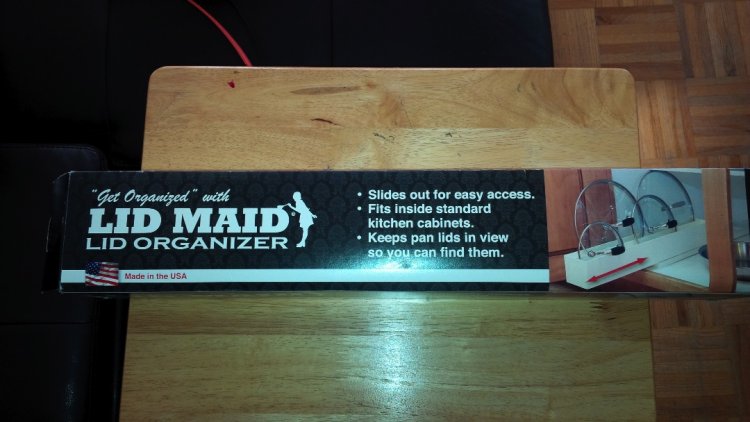 "Get Organized" with
LID MAID
LID ORGANIZER
Made in the USA
• Slides out for easy access.
• Fits inside standard
kitchen cabinets.
• Keeps pan lids in view
so you can find them.